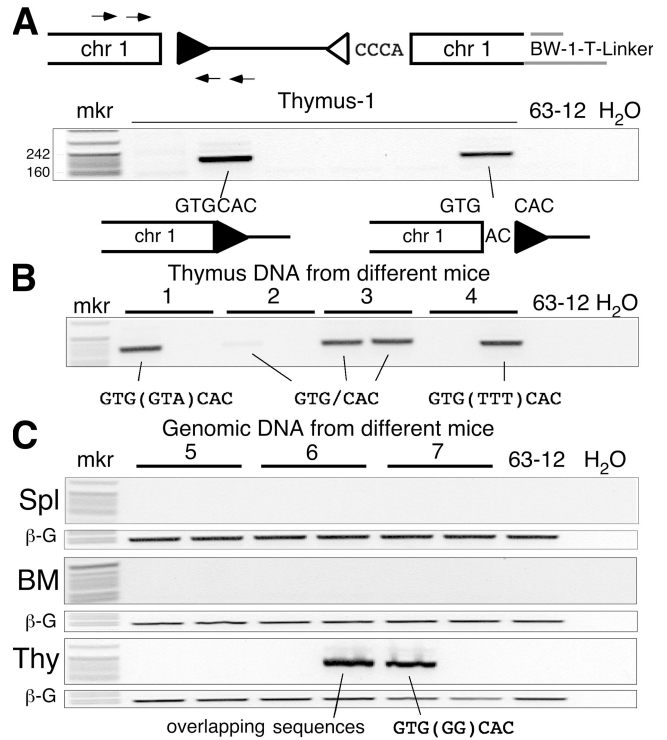 A
chr 1
CCCA
chr 1
BW-1-T-Linker
mkr
Thymus-1
63-12 H2O
242
160
GTGCAC
GTG CAC
chr 1
chr 1
AC
B
Thymus DNA from different mice
mkr
1 2 3 4
63-12 H2O
GTG(GTA)CAC
GTG/CAC
GTG(TTT)CAC
C
Genomic DNA from different mice
mkr
5 6 7
63-12 H2O
Spl
β-G
BM
β-G
Thy
β-G
overlapping sequences
GTG(GG)CAC